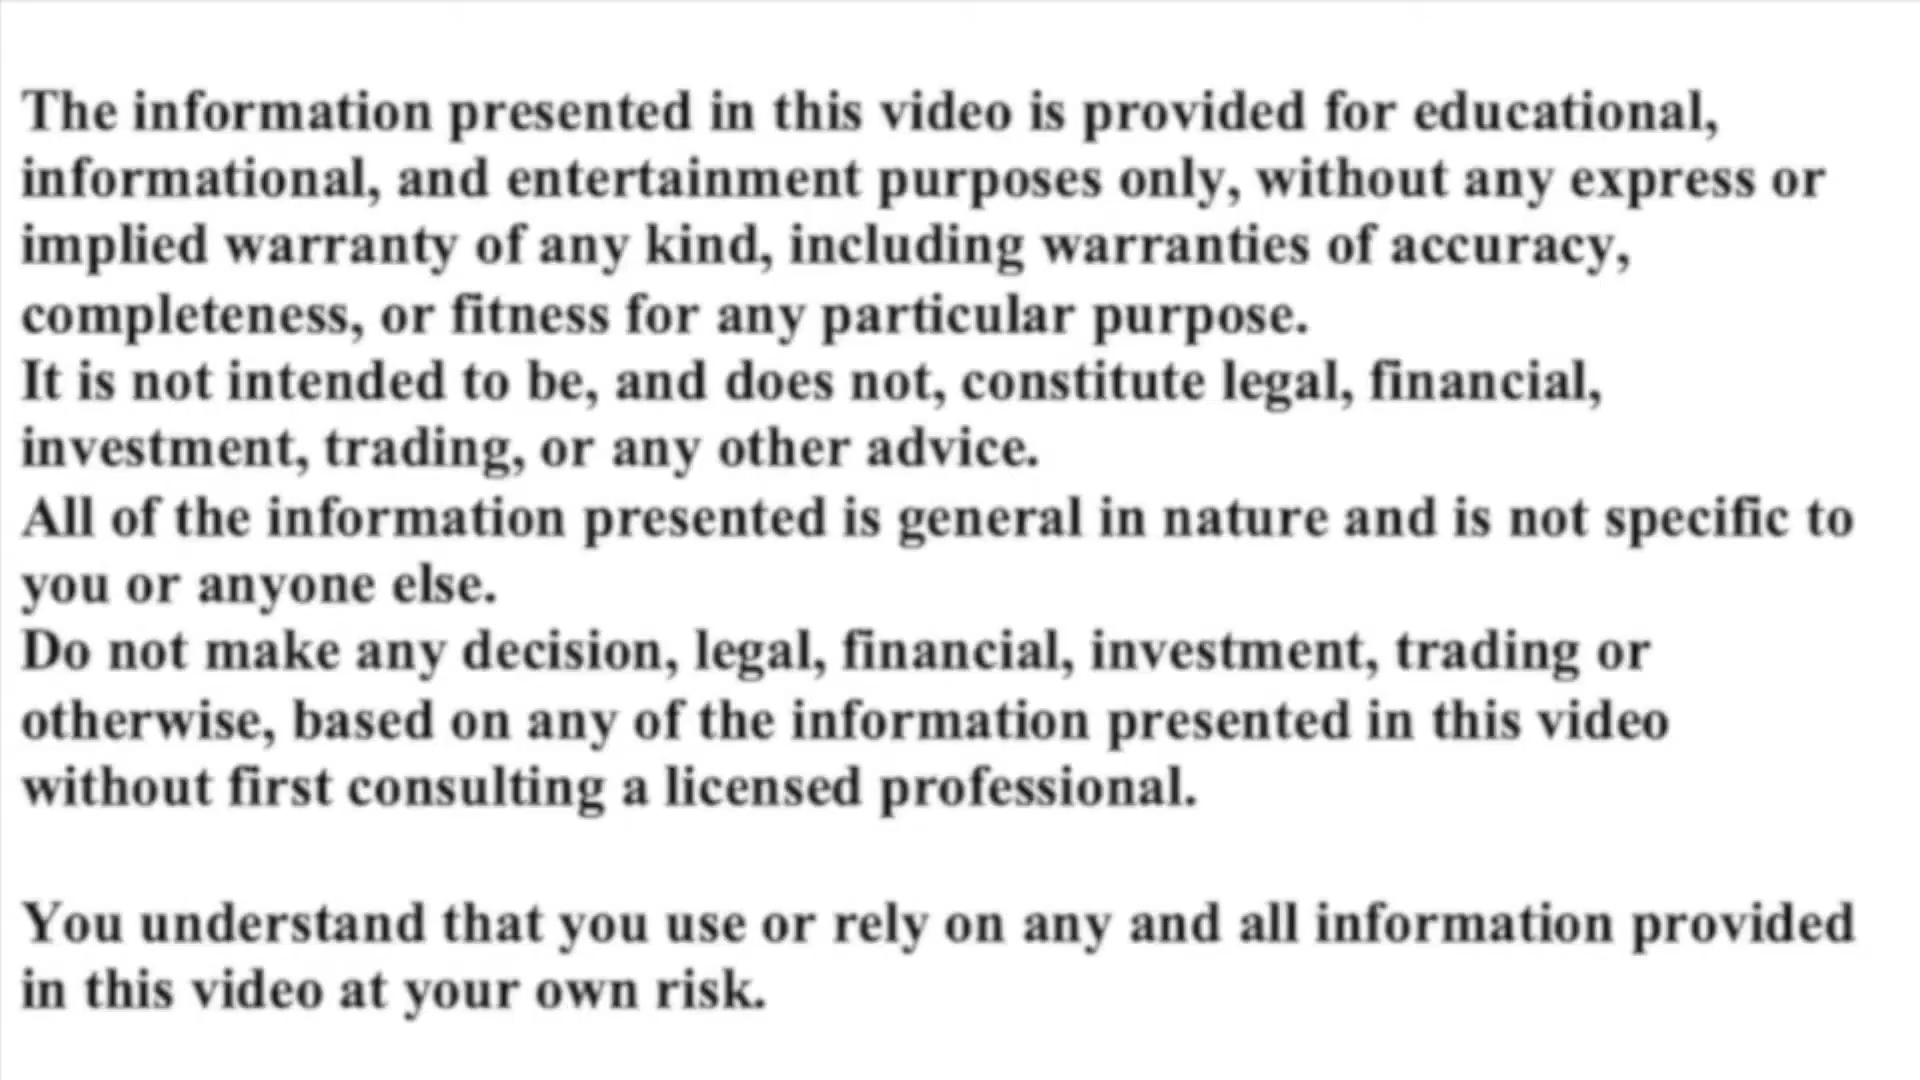 The information presented in this video is provided for educational,
informational, and entertainment purposes only, without any express or
implied warranty of any kind, including warranties of accuracy,
completeness, or fitness for any particular purpose.
It is not intended to be, and does not, constitute legal, financial,
investment, trading, or any other advice.
All of the information presented is general in nature and is not specific to
you or anyone else.
Do not make any decision, legal, financial, investment, trading or
otherwise, based on any of the information presented in this video
without first consulting a licensed professional.
You understand that you use or rely on any and all information provided
in this video at your own risk.